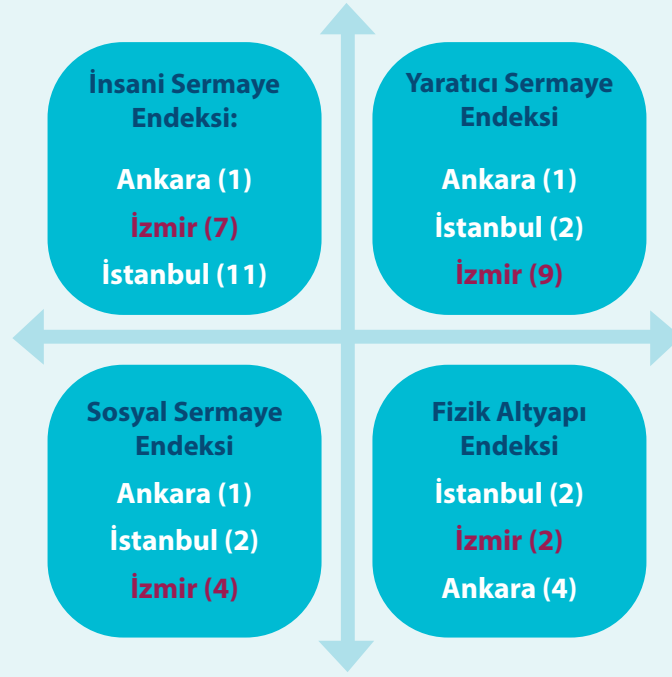 İnsani Sermaye
Endeksi:
Ankara (1)
İzmir (7)
İstanbul (11)
Yaratıcı Sermaye
Endeksi
Ankara (1)
İstanbul (2)
İzmir (9)
Sosyal Sermaye
Endeksi
Ankara (1)
İstanbul (2)
İzmir (4)
Fizik Altyapı
Endeksi
İstanbul (2)
İzmir (2)
Ankara (4)